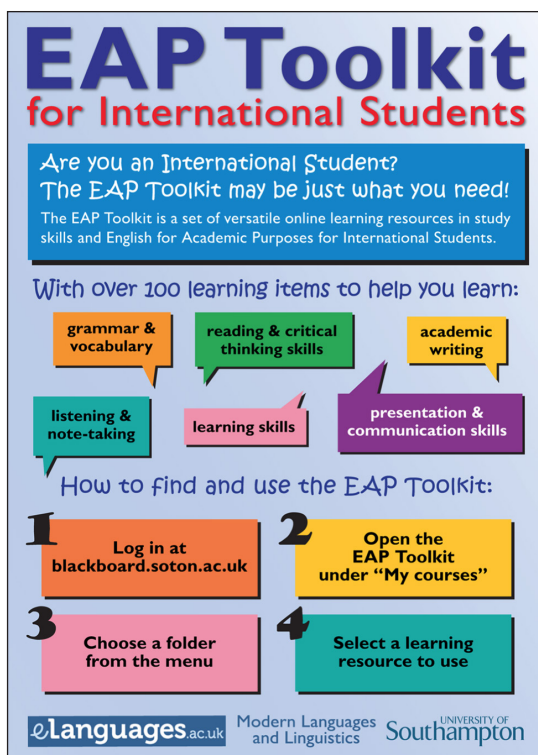 EAP Toolkit
for International Students
Are you an International Student?
The EAP Toolkit may be just what you need!
The EAP Toolkit is a set of versatile online learning resources in study
skills and English for Academic Purposes for International Students.
With over 100 learning items to help you learn:
grammar &
vocabulary
reading & critical
thinking skills
academic
writing
listening &
note-taking
learning skills
presentation &
communication skills
How to find and use the EAP Toolkit:
1
Log in at
blackboard.soton.ac.uk
2
Open the
EAP Toolkit
under “My courses”
3
Choose a folder
from the menu
4
Select a learning
resource to use
eLanguages.ac.uk
Modern Languages
and Linguistics
UNIVERSITY OF
Southampton